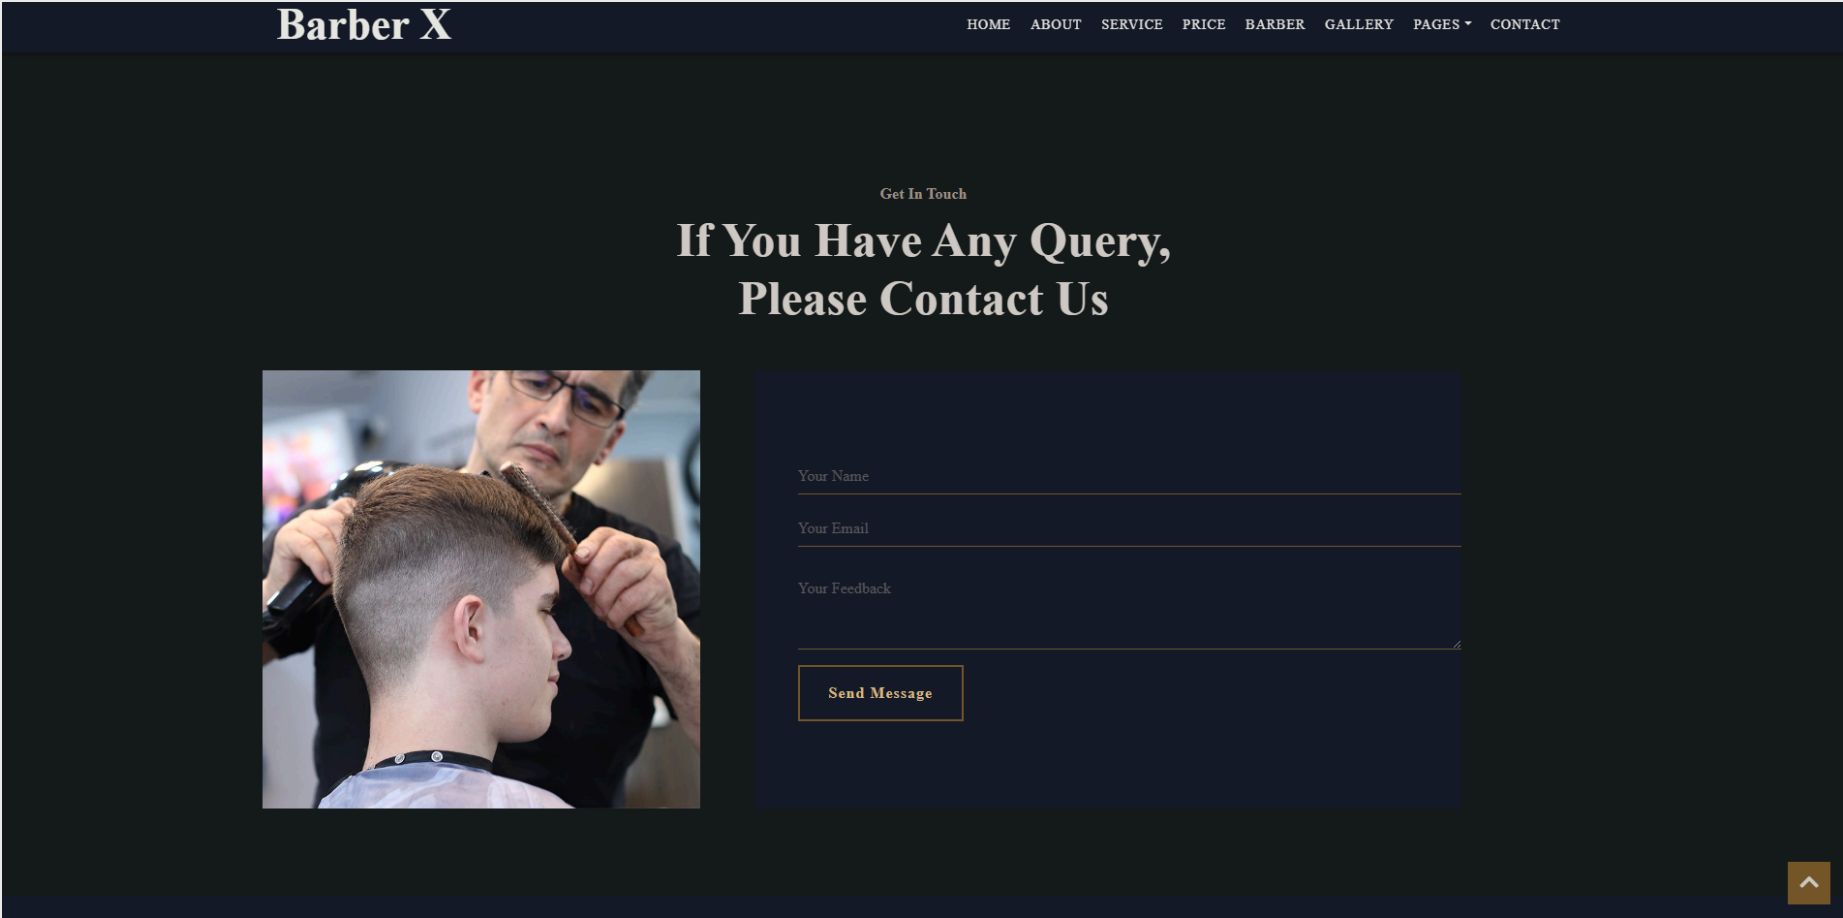 Barber X
HOME ABOUT SERVICE PRICE BARBER GALLERY PAGES CONTACT
Get In Touch
If You Have Any Query,
Please Contact Us
Your Name
Your Email
Your Feedback
Send Message